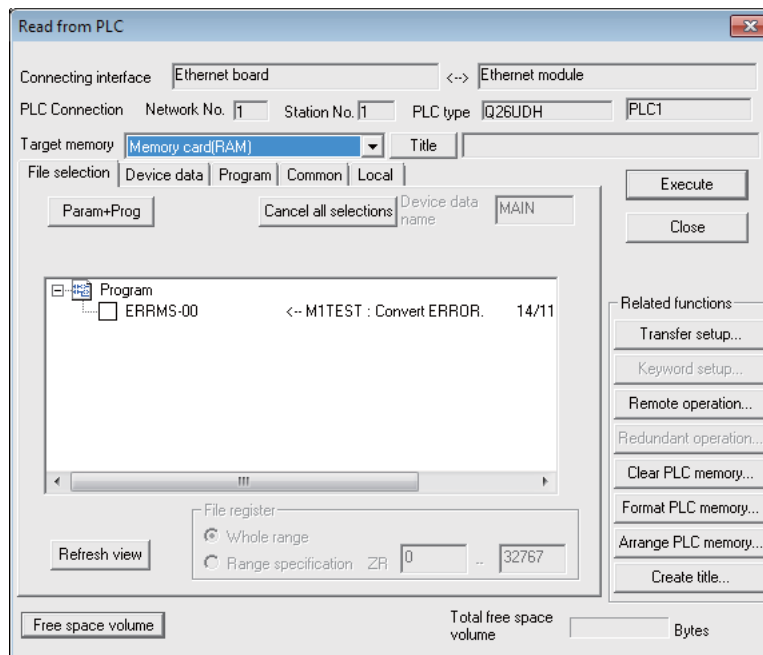 Read from PLC
Connecting interface Ethernet board <--> Ethernet module
PLC Connection Network No. 1 Station No. 1 PLC type Q26UDH PLC1
Target memory Memory card(RAM) Title
File selection Device data Program Common Local
Execute
Param+Prog Cancel all selections Device data name MAIN
Close
Program
ERRMS-00 <-- M1TEST : Convert ERROR. 14/11
Related functions
Transfer setup...
Keyword setup...
Remote operation...
Redundant operation...
Clear PLC memory...
Format PLC memory...
Arrange PLC memory...
Create title...
File register
Whole range
Refresh view Range specification ZR 0 .. 32767
Free space volume Total free space volume Bytes